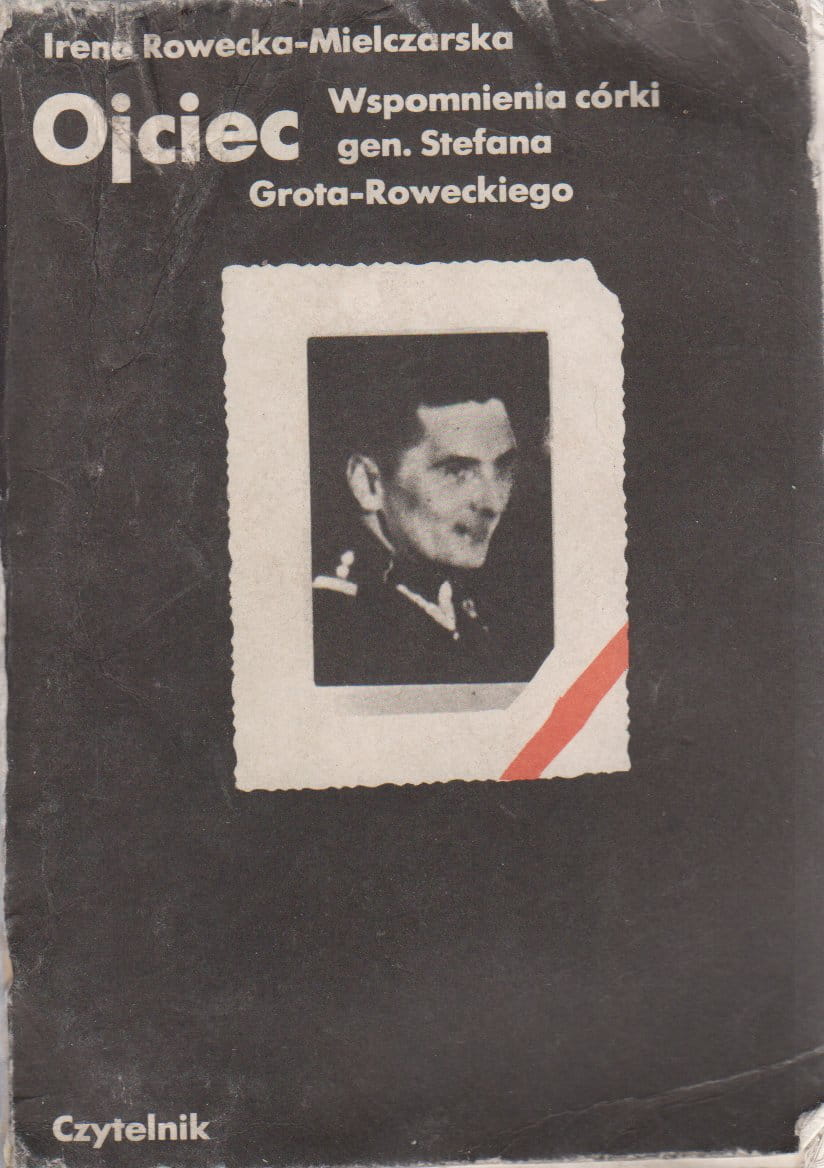 Irena Rowecka-Mielczarska
Ojciec
Wspomnienia córki
gen. Stefana
Grota-Roweckiego
Czytelnik